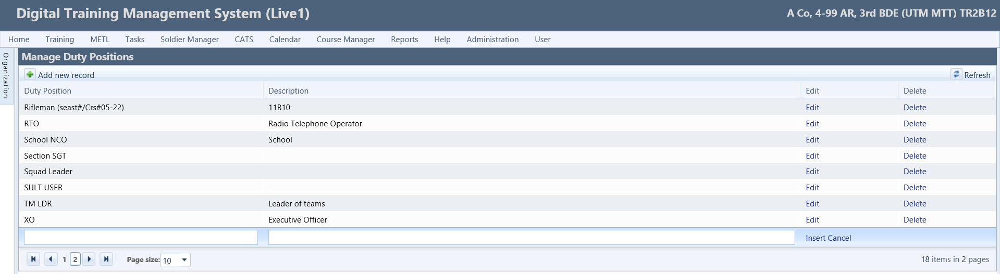 Digital Training Management System (Live1) A Co, 4-99 AR, 3rd BDE (UTM MTT) TR2B12
Home Training METL Tasks Soldier Manager CATS Calendar Course Manager Reports Help Administration User
Organization
Manage Duty Positions
Add new record Refresh
Duty Position Description Edit Delete
Rifleman (seast#/Crs#05-22) 11B10 Edit Delete
RTO Radio Telephone Operator Edit Delete
School NCO School Edit Delete
Section SGT Edit Delete
Squad Leader Edit Delete
SULT USER Edit Delete
TM LDR Leader of teams Edit Delete
XO Executive Officer Edit Delete
Insert Cancel
1 2 Page size: 10 18 items in 2 pages